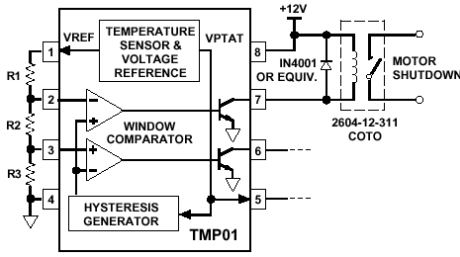 +12V
VREF
TEMPERATURE
SENSOR &
VOLTAGE
REFERENCE
VPTAT
1
8
R1
IN4001
OR EQUIV.
MOTOR
SHUTDOWN
2
7
2604-12-311
COTO
R2
WINDOW
COMPARATOR
3
6
R3
HYSTERESIS
GENERATOR
4
5
TMP01